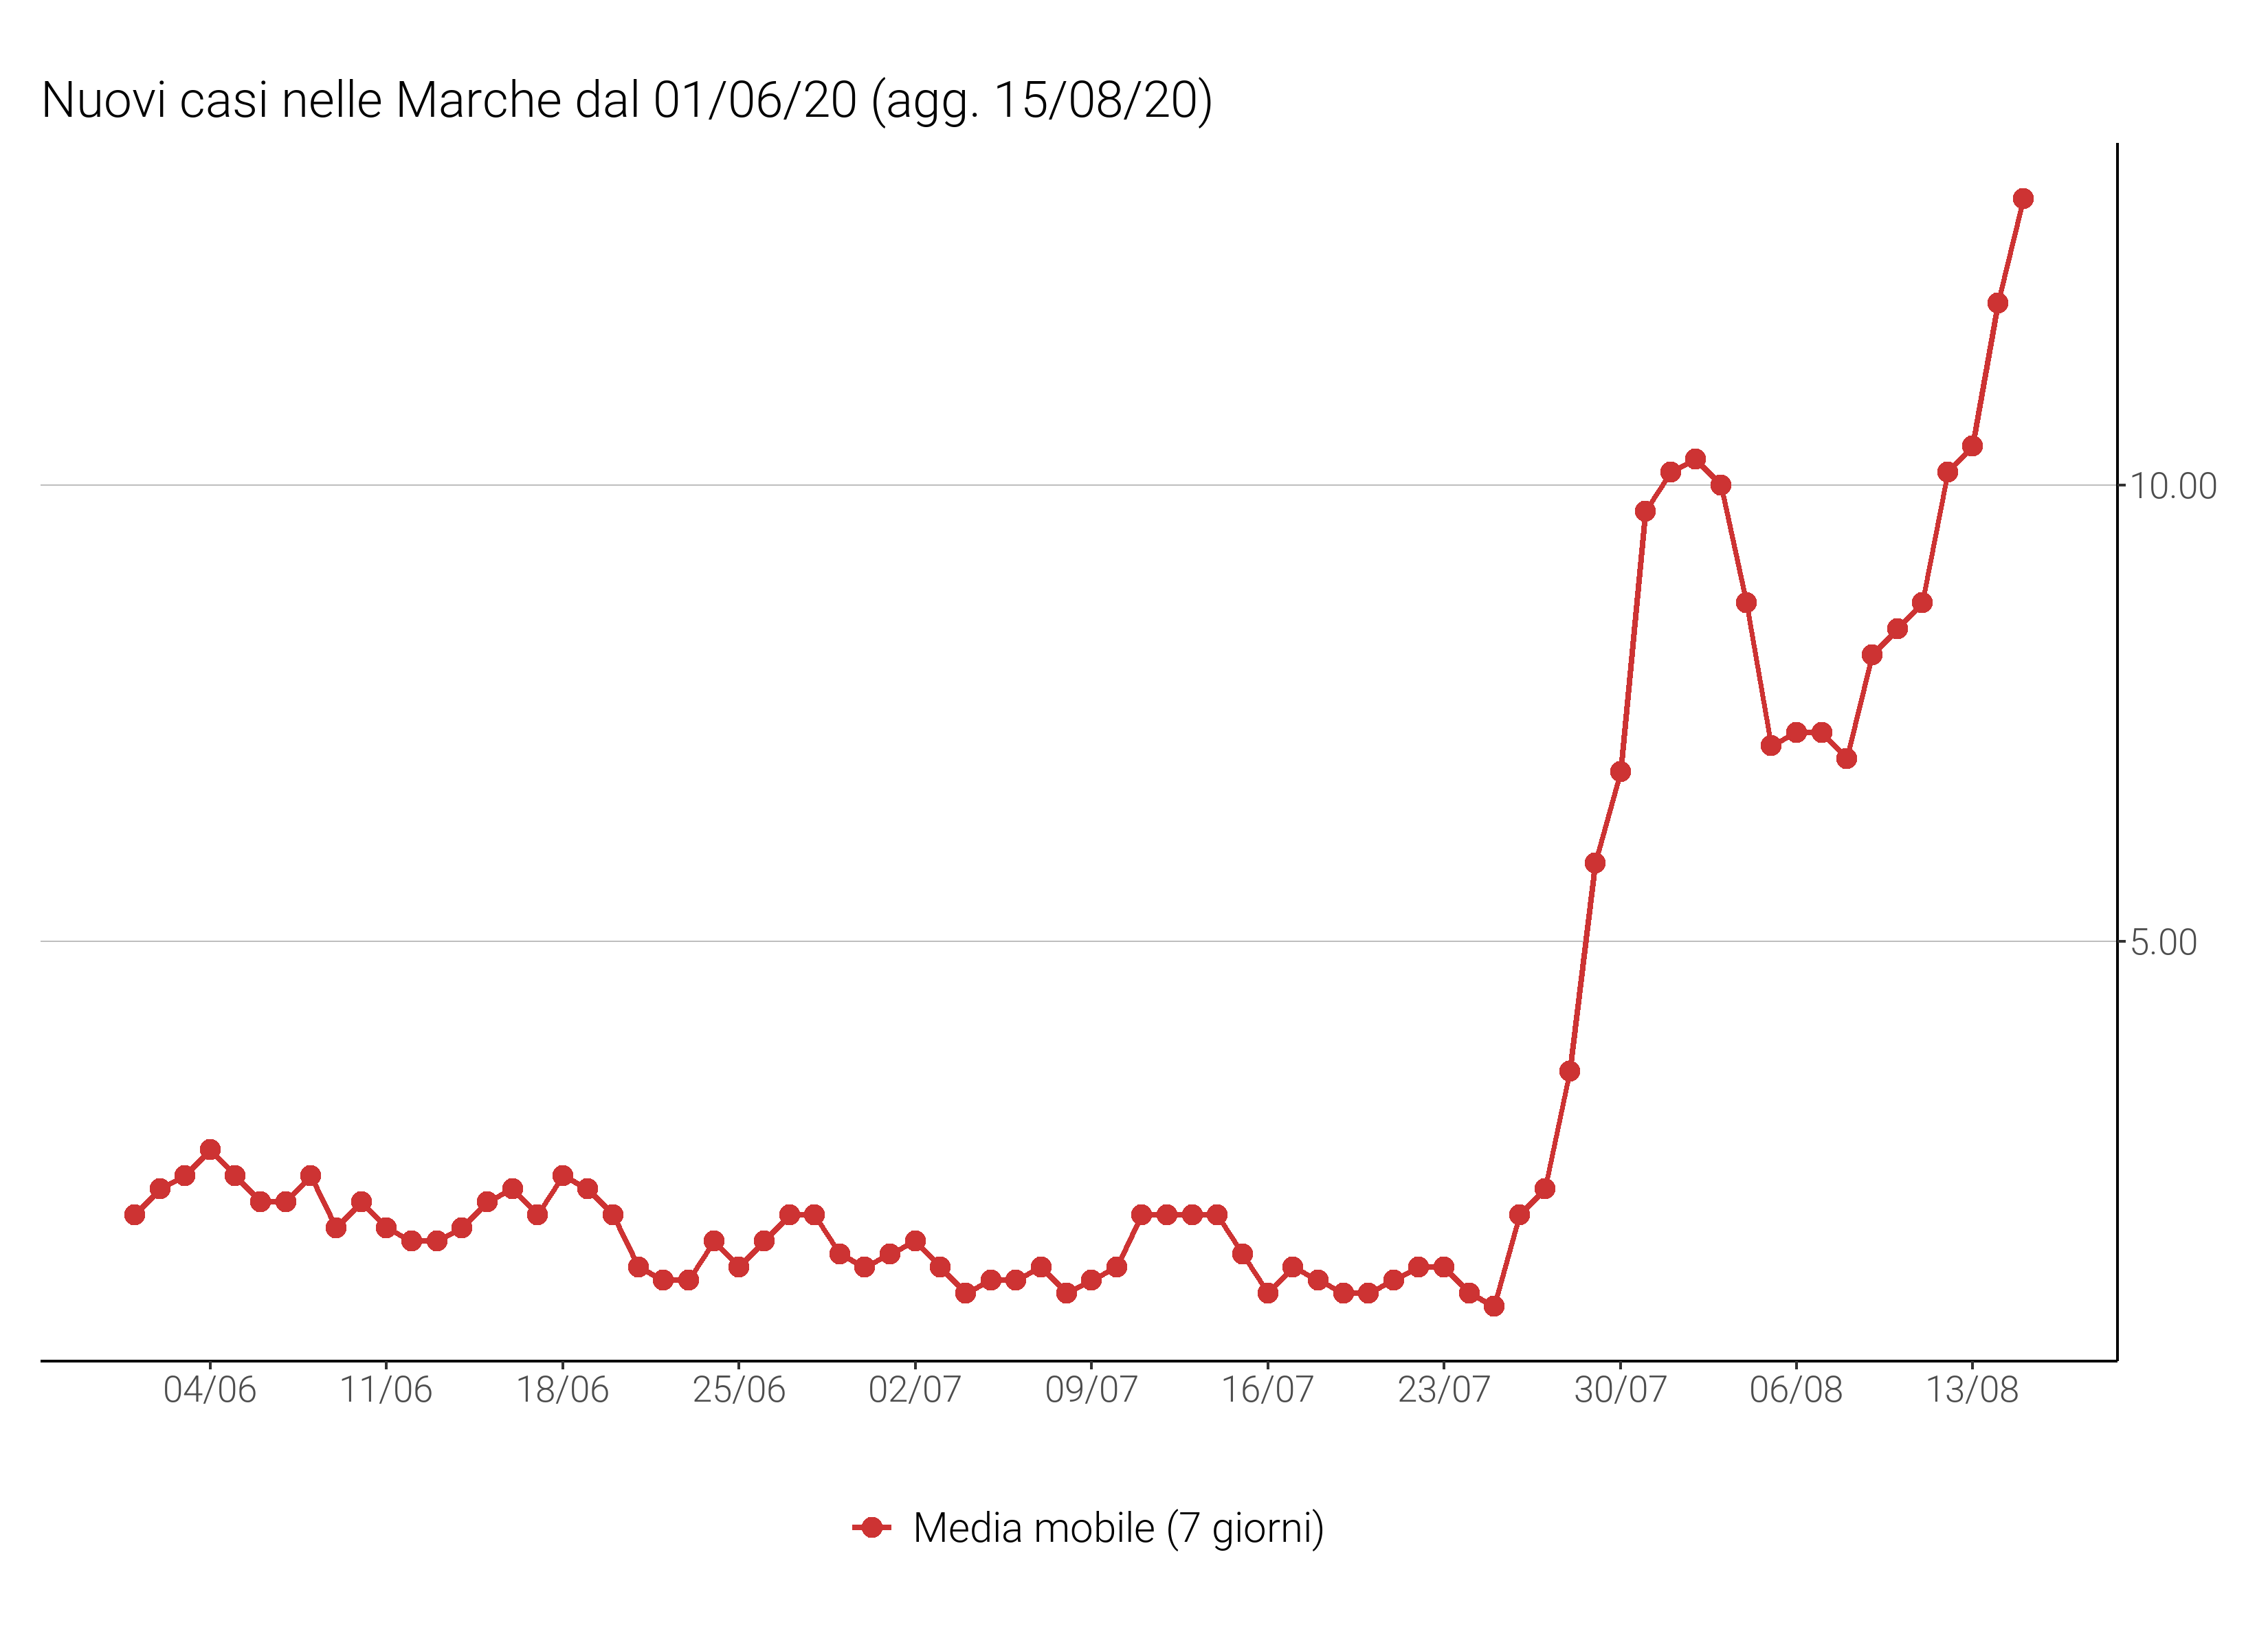 Nuovi casi nelle Marche dal 01/06/20 (agg. 15/08/20)
10.00
5.00
04/06 11/06 18/06 25/06 02/07 09/07 16/07 23/07 30/07 06/08 13/08
Media mobile (7 giorni)